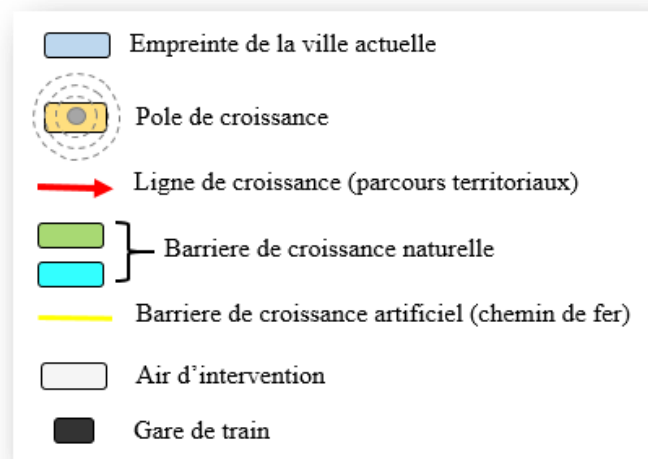 Empreinte de la ville actuelle
Pole de croissance
Ligne de croissance (parcours territoriaux)
Barriere de croissance naturelle
Barriere de croissance artificiel (chemin de fer)
Air d’intervention
Gare de train